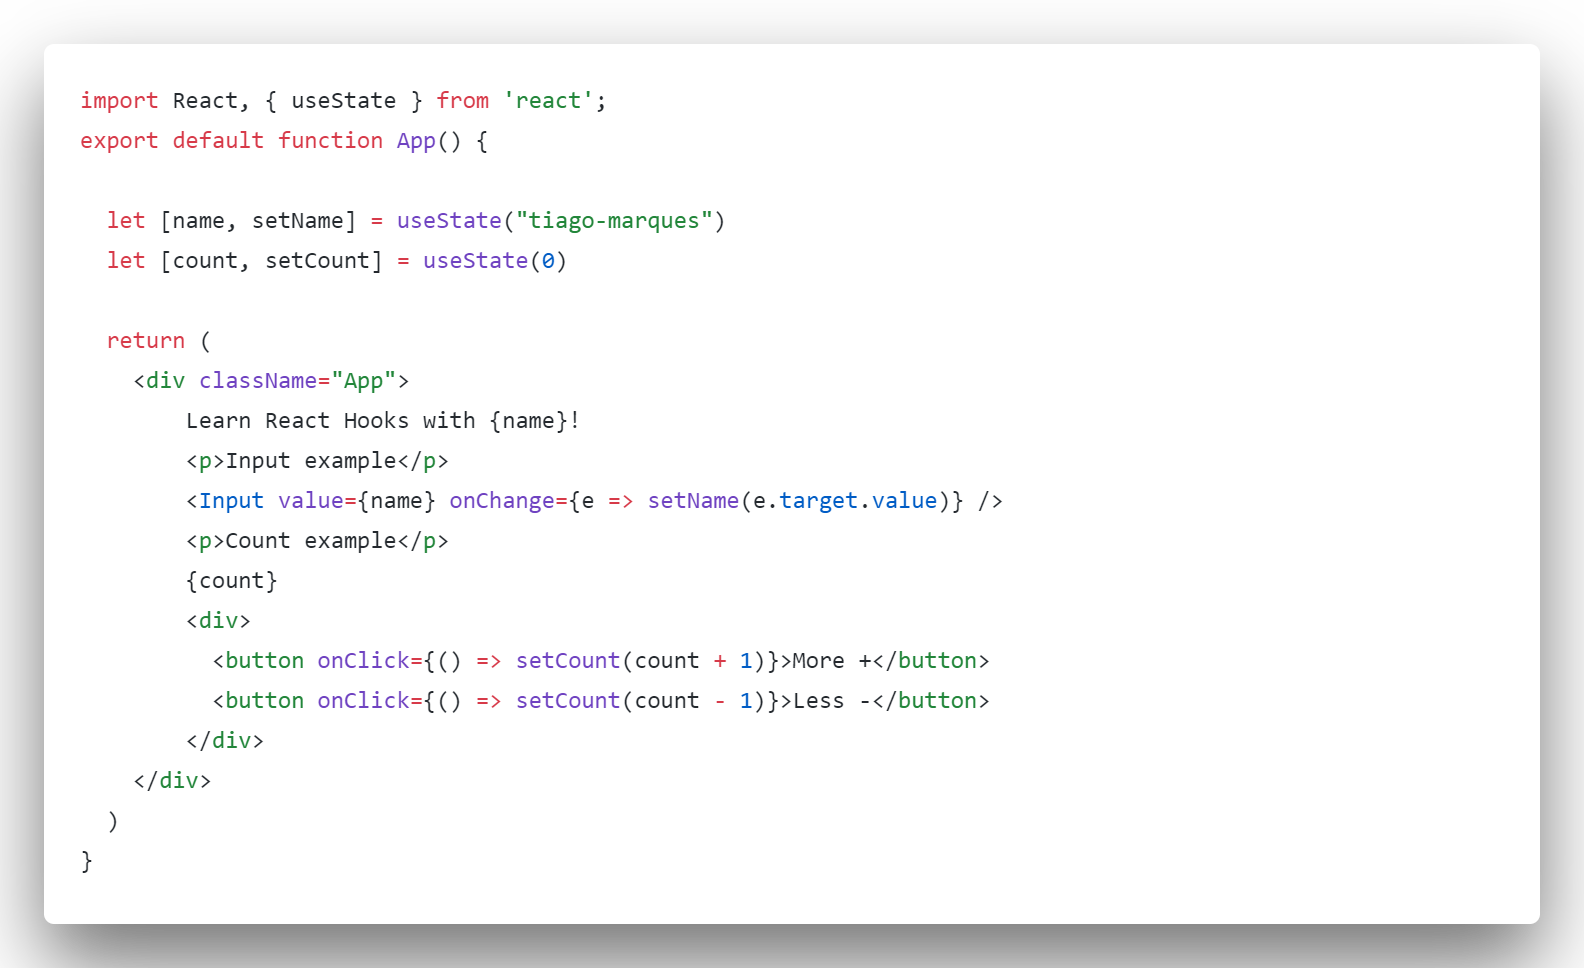 import React, { useState } from 'react';
export default function App() {
let [name, setName] = useState("tiago-marques")
let [count, setCount] = useState(0)
return (
<div className="App">
Learn React Hooks with {name}!
<p>Input example</p>
<Input value={name} onChange={e => setName(e.target.value)} />
<p>Count example</p>
{count}
<div>
<button onClick={() => setCount(count + 1)}>More +</button>
<button onClick={() => setCount(count - 1)}>Less -</button>
</div>
</div>
)
}